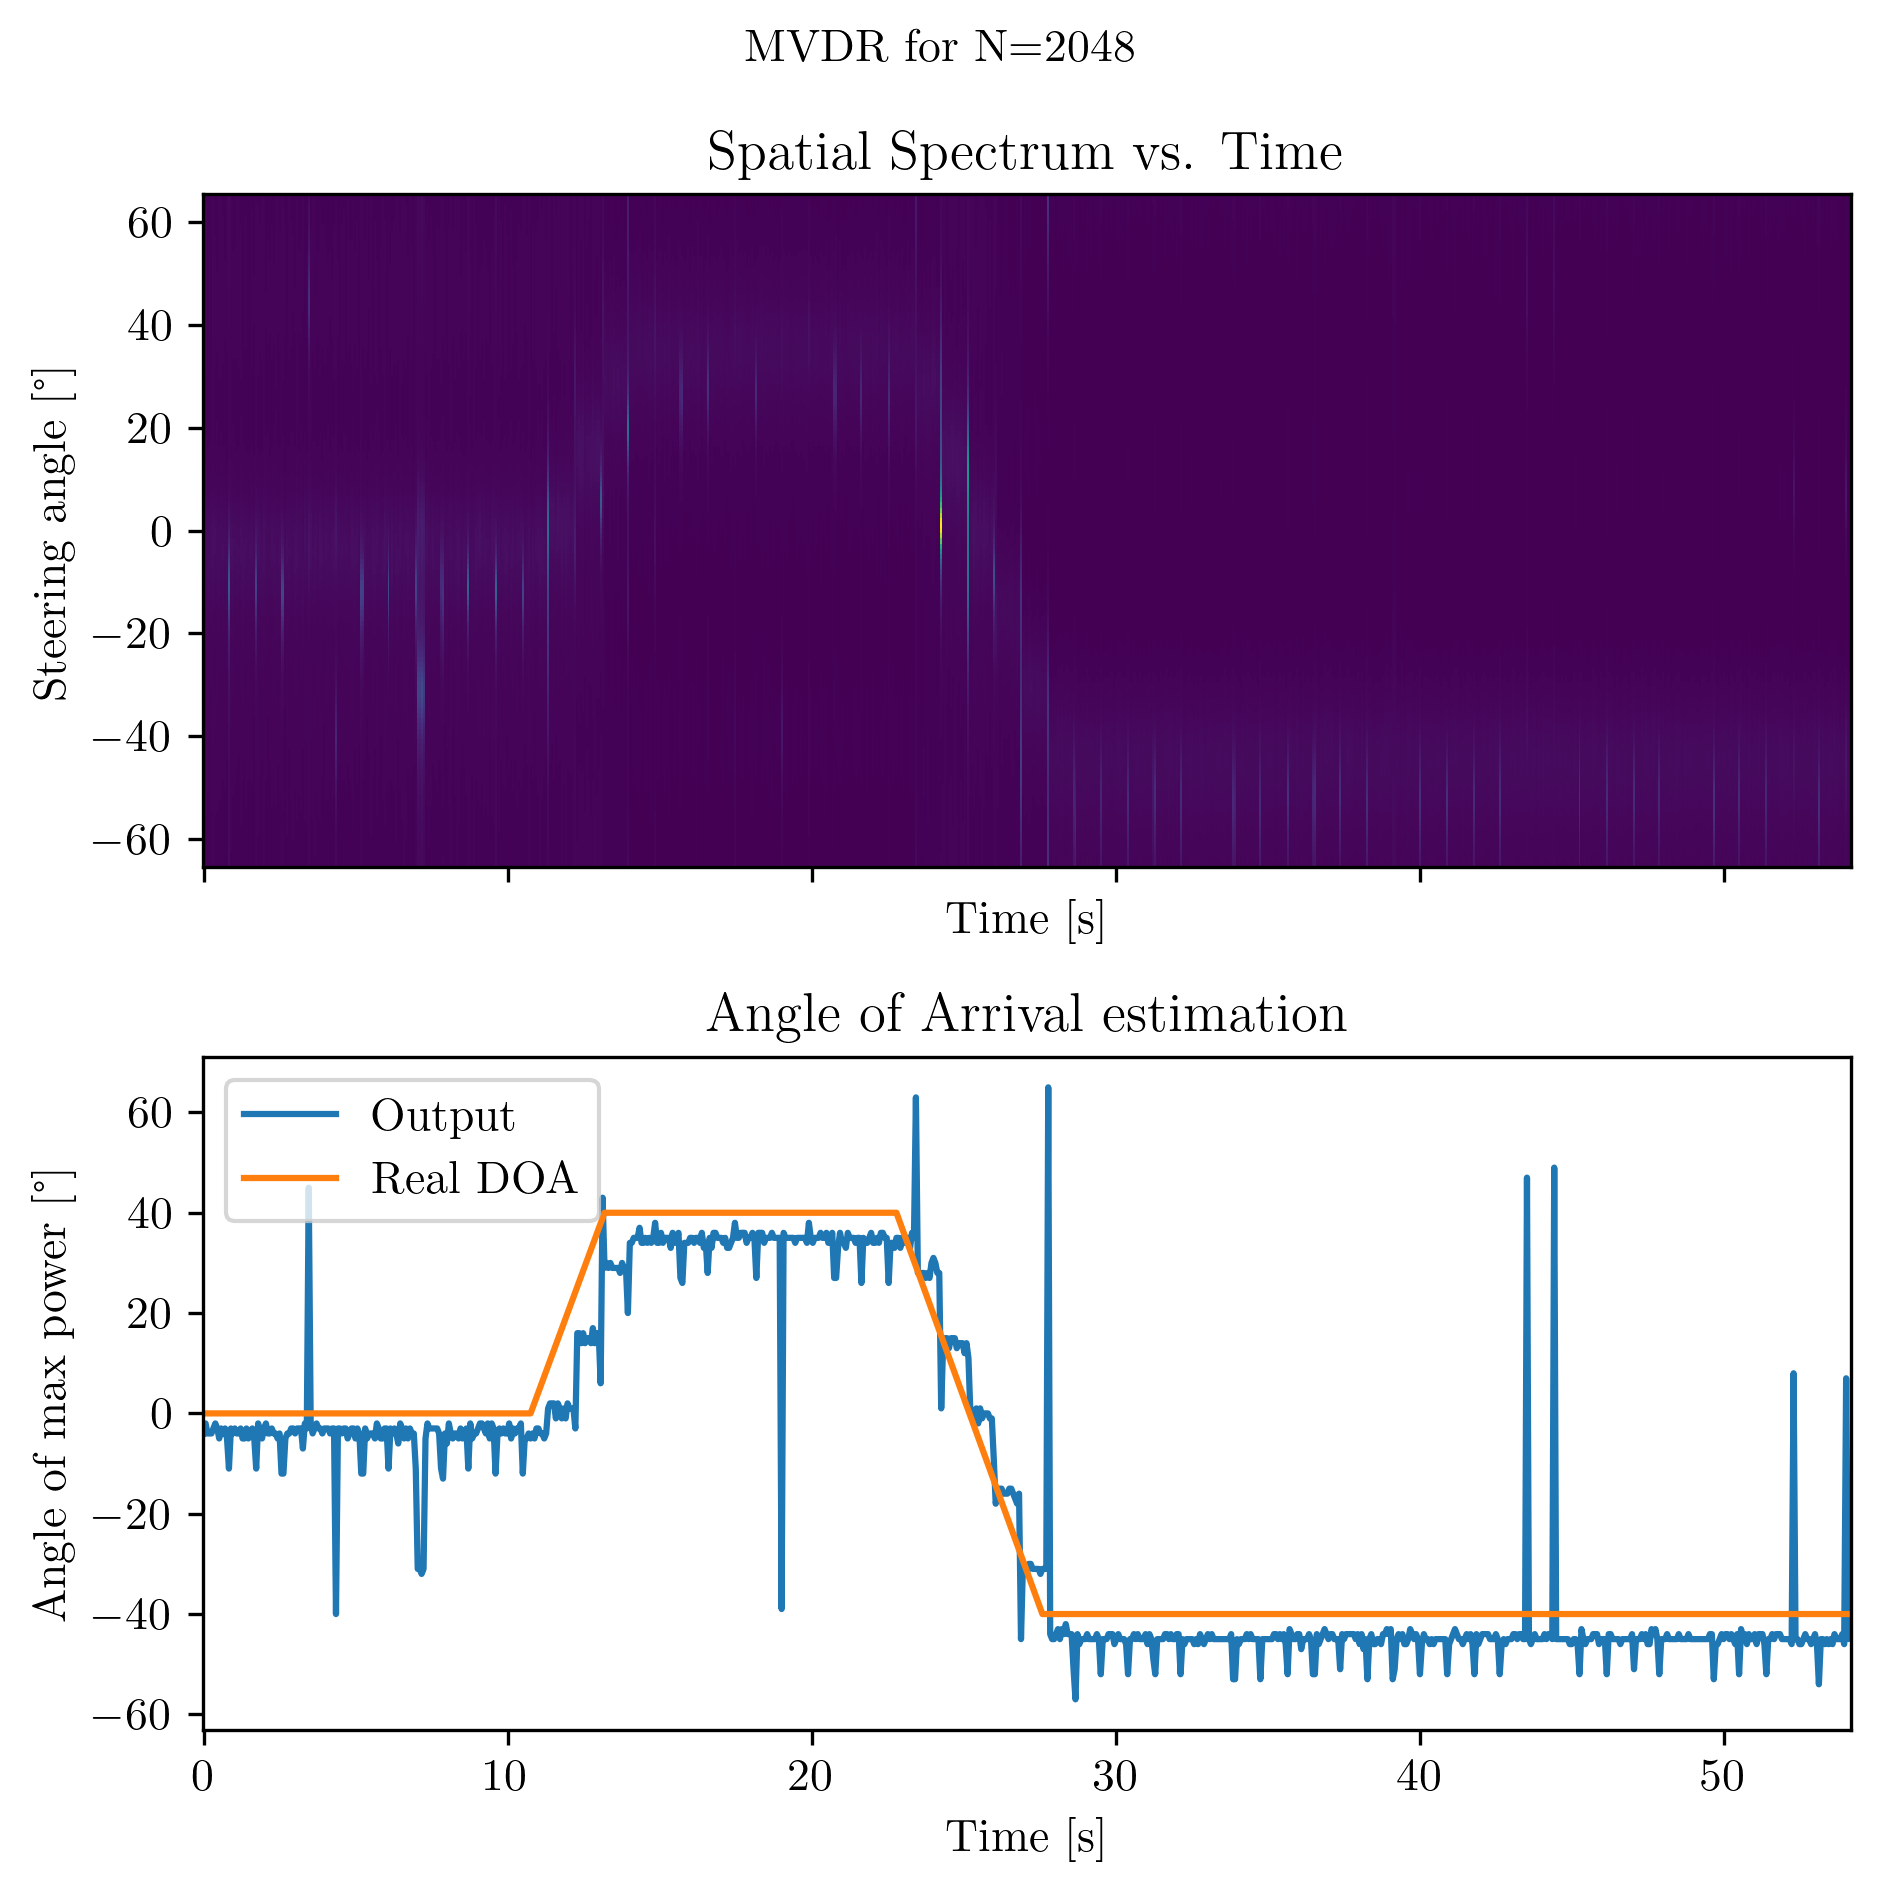 MVDR for N=2048
Spatial Spectrum vs. Time
60
40
20
0
−20
−40
−60
Steering angle [°]
Time [s]
Angle of Arrival estimation
Output
Real DOA
60
40
20
0
−20
−40
−60
Angle of max power [°]
0 10 20 30 40 50
Time [s]